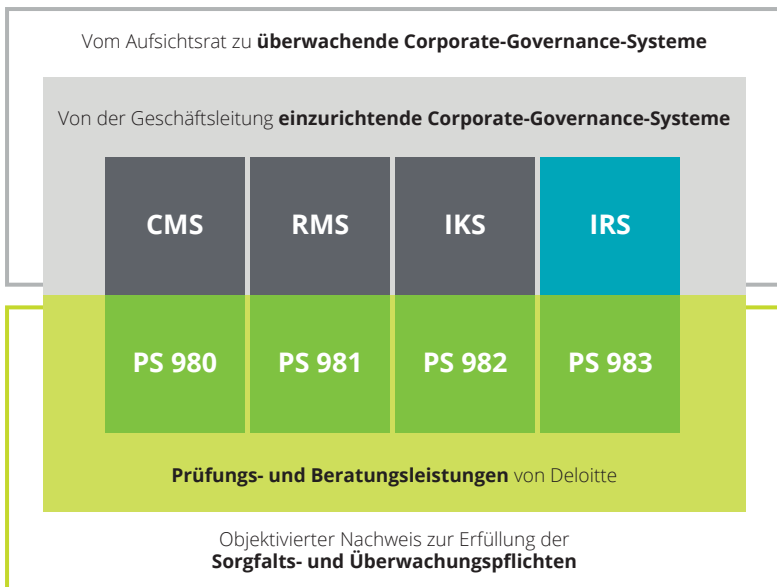 Vom Aufsichtsrat zu überwachende Corporate-Governance-Systeme
Von der Geschäftsleitung einzurichtende Corporate-Governance-Systeme
CMS RMS IKS IRS
PS 980 PS 981 PS 982 PS 983
Prüfungs- und Beratungsleistungen von Deloitte
Objektivierter Nachweis zur Erfüllung der
Sorgfalts- und Überwachungspflichten